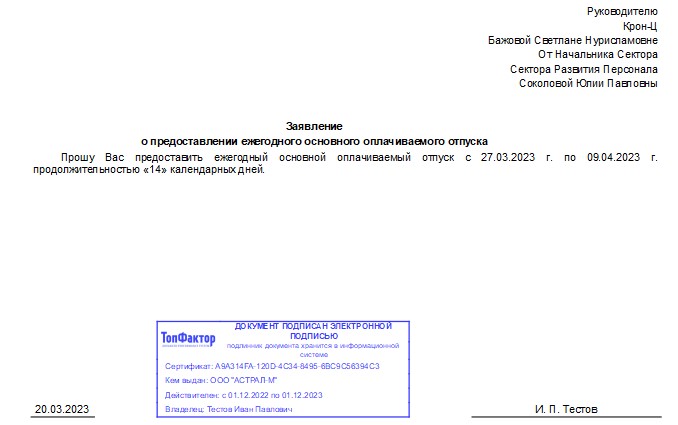 Руководителю
Крон-Ц
Бажовой Светлане Нурисламовне
От Начальника Сектора
Сектора Развития Персонала
Соколовой Юлии Павловны
Заявление
о предоставлении ежегодного основного оплачиваемого отпуска
Прошу Вас предоставить ежегодный основной оплачиваемый отпуск с 27.03.2023 г. по 09.04.2023 г.
продолжительностью «14» календарных дней.
ДОКУМЕНТ ПОДПИСАН ЭЛЕКТРОННОЙ
ПОДПИСЬЮ
ТопФактор
подлинник документа хранится в информационной
системе
Сертификат: A9A314FA-120D-4C34-8495-6BC9C56394C3
Кем выдан: ООО "АСТРАЛ-М"
Действителен: с 01.12.2022 по 01.12.2023
Владелец: Тестов Иван Павлович
20.03.2023
И. П. Тестов